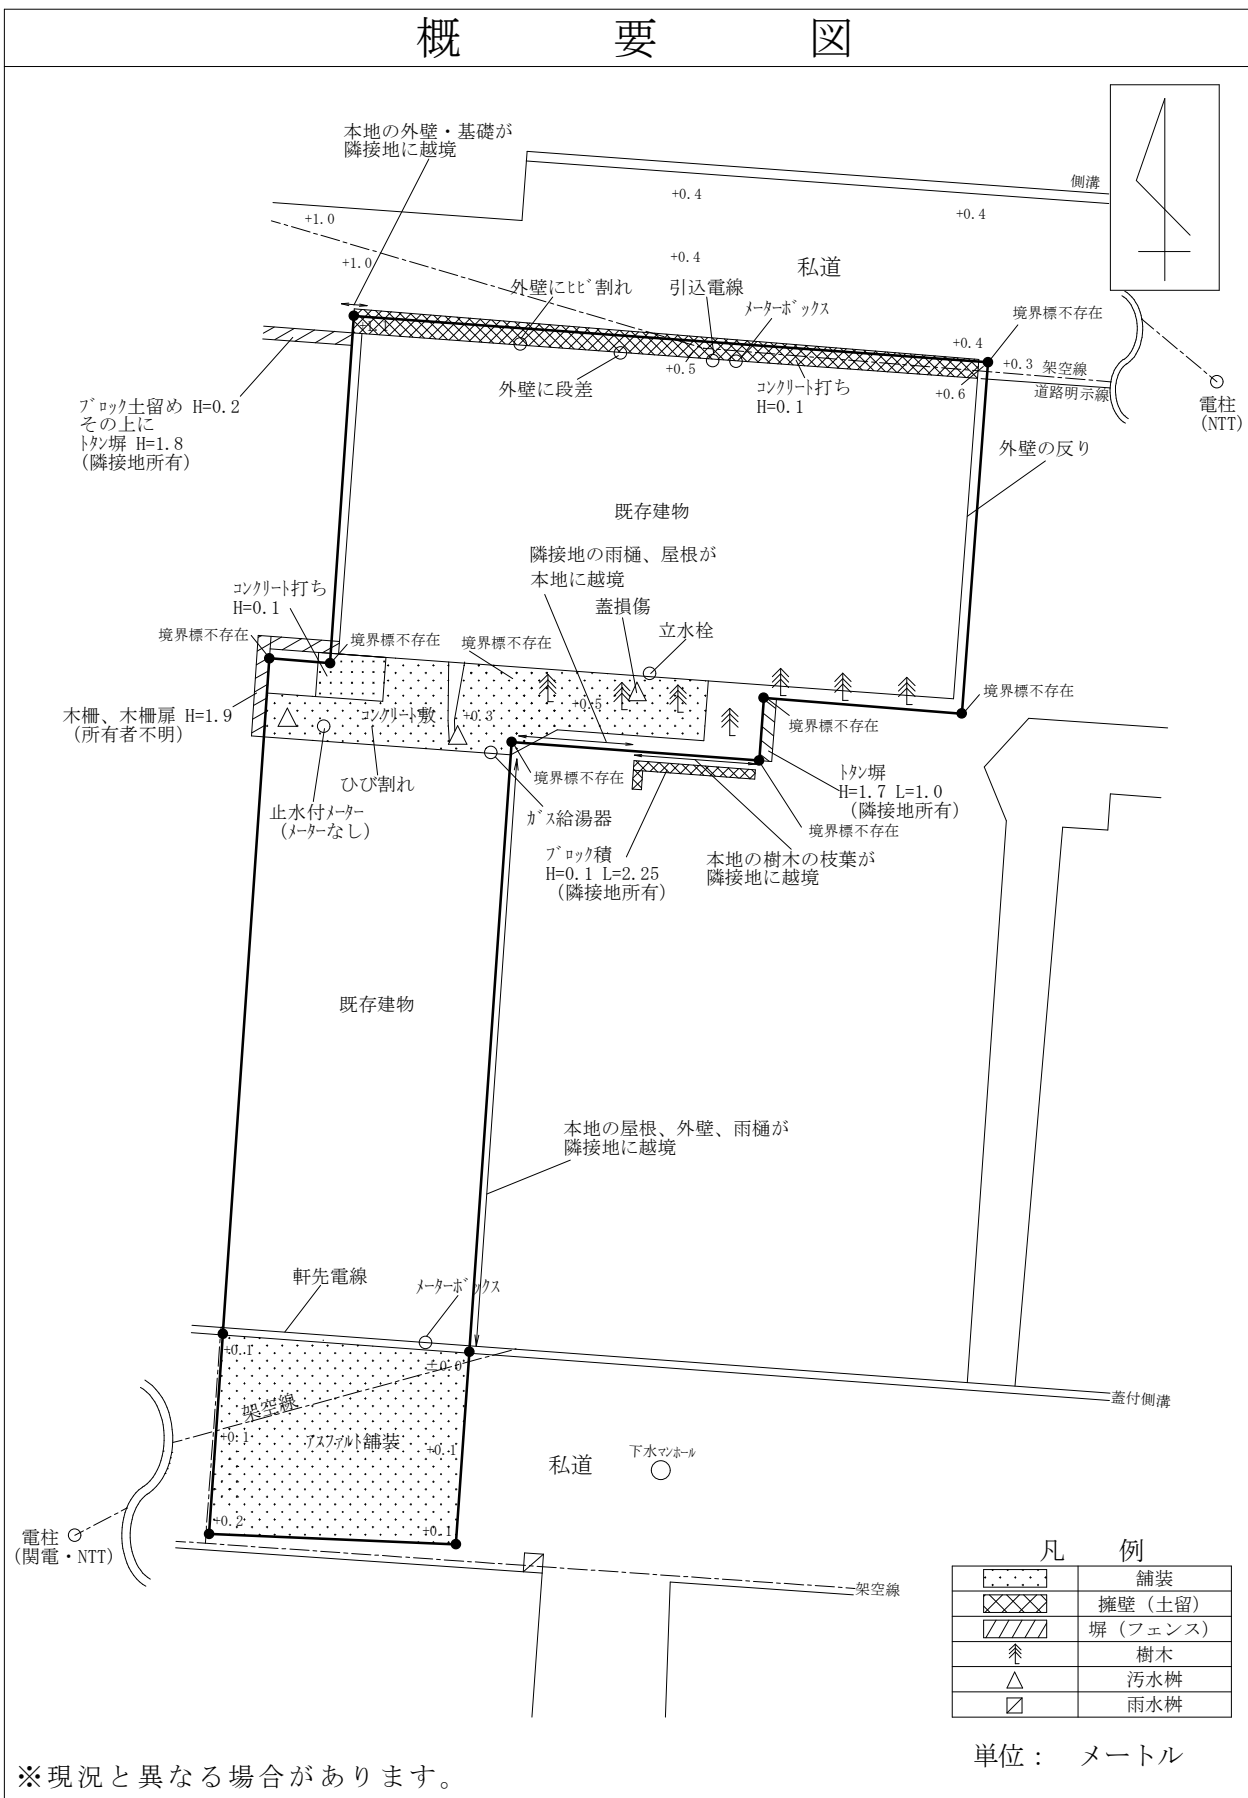 概要図
本地の外壁・基礎が
隣接地に越境
側溝
+0.4
+0.4
+1.0
+0.4
+1.0
私道
外壁にヒビ割れ
引込電線
メーターボックス
境界標不存在
+1.1
+0.4
+0.3
架空線
+0.5
道路明示線
外壁に段差
コンクリート打ち
H=0.1
+0.6
電柱
(NTT)
ブロック土留め H=0.2
その上に
トタン塀 H=1.8
(隣接地所有)
外壁の反り
既存建物
隣接地の雨樋、屋根が
本地に越境
コンクリート打ち
H=0.1
蓋損傷
立水栓
境界標不存在
境界標不存在
境界標不存在
境界標不存在
木柵、木柵扉 H=1.9
(所有者不明)
コンクリート敷
+0.3
+0.5
境界標不存在
ひび割れ
境界標不存在
トタン塀
H=1.7 L=1.0
(隣接地所有)
止水付メーター
(メーターなし)
ガス給湯器
境界標不存在
ブロック積
H=0.1 L=2.25
(隣接地所有)
本地の樹木の枝葉が
隣接地に越境
既存建物
本地の屋根、外壁、雨樋が
隣接地に越境
軒先電線
メーターボックス
+0.1
±0.0
架空線
蓋付側溝
+0.1
アスファルト舗装
+0.1
私道
下水マンホール
+0.2
+0.1
電柱
(関電・NTT)
架空線
凡例
舗装
擁壁（土留）
塀（フェンス）
樹木
汚水桝
雨水桝
単位： メートル
※現況と異なる場合があります。